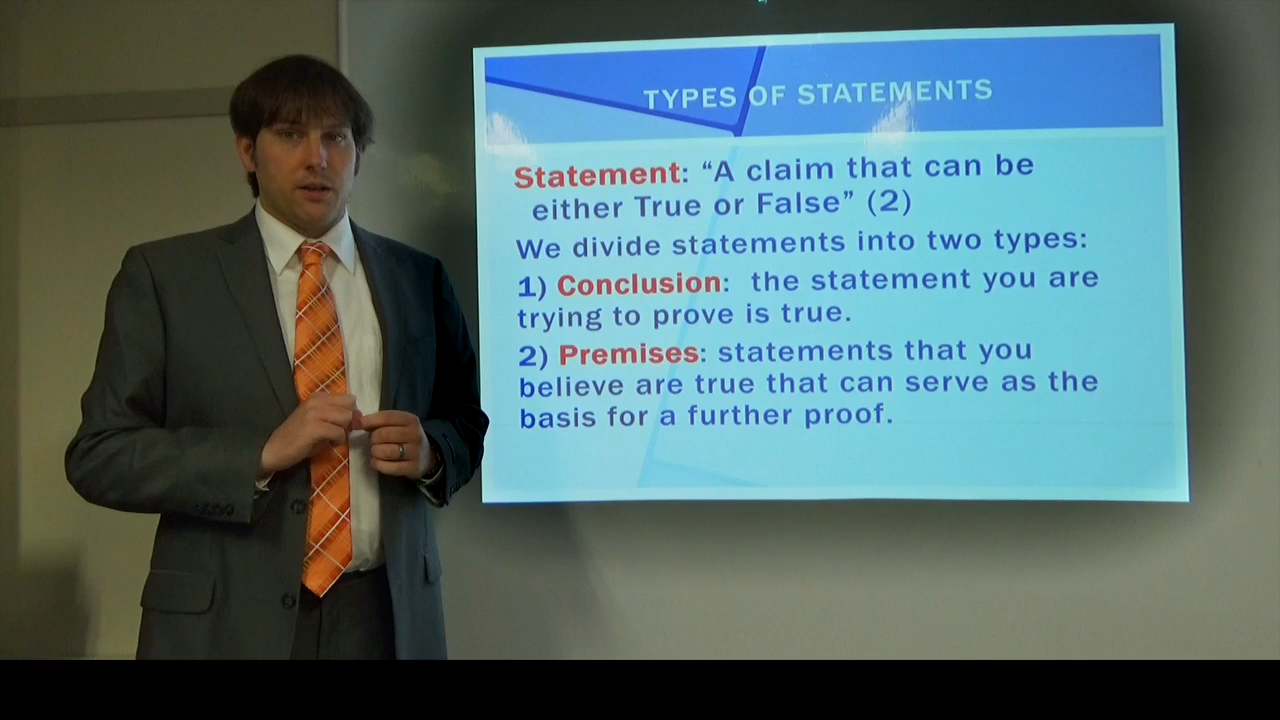 TYPES OF STATEMENTS
Statement: “A claim that can be
either True or False” (2)
We divide statements into two types:
1) Conclusion:  the statement you are
trying to prove is true.
2) Premises: statements that you
believe are true that can serve as the
basis for a further proof.